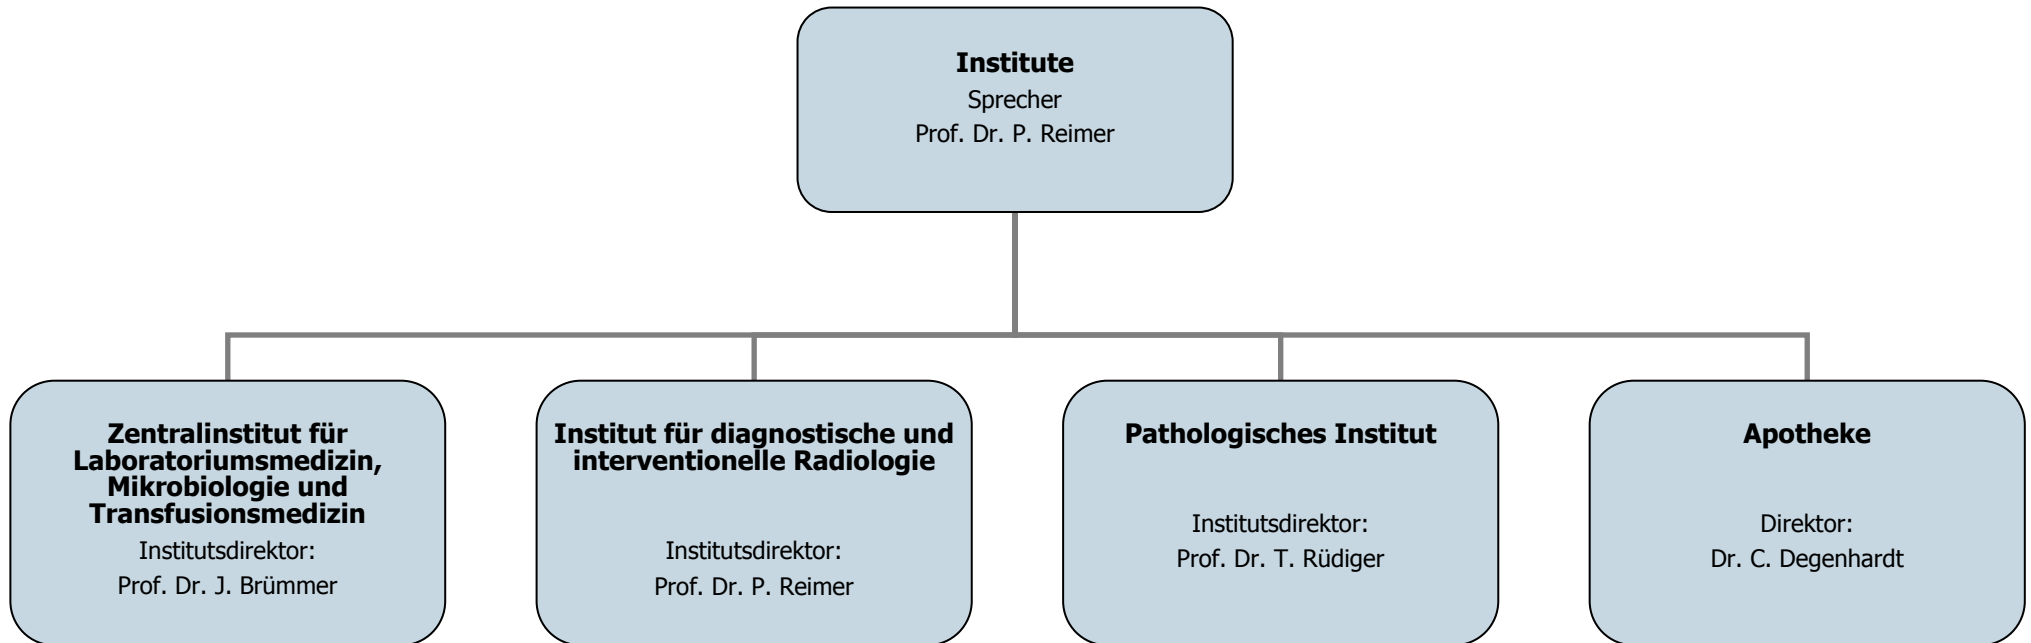 Institute
Sprecher
Prof. Dr. P. Reimer
Zentralinstitut für
Laboratoriumsmedizin,
Mikrobiologie und
Transfusionsmedizin
Institutsdirektor:
Prof. Dr. J. Brümmer
Institut für diagnostische und
interventionelle Radiologie
Institutsdirektor:
Prof. Dr. P. Reimer
Pathologisches Institut
Institutsdirektor:
Prof. Dr. T. Rüdiger
Apotheke
Direktor:
Dr. C. Degenhardt